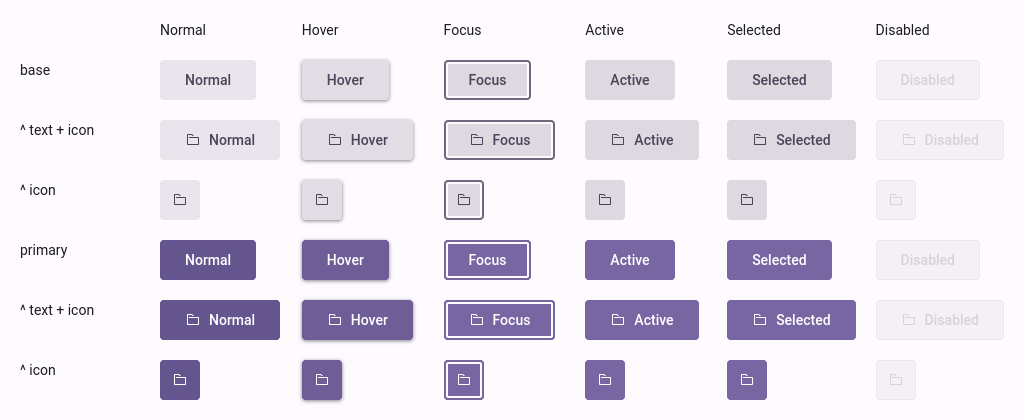 Normal Hover Focus Active Selected Disabled
base Normal Hover Focus Active Selected Disabled
^ text + icon Normal Hover Focus Active Selected Disabled
^ icon
primary Normal Hover Focus Active Selected Disabled
^ text + icon Normal Hover Focus Active Selected Disabled
^ icon